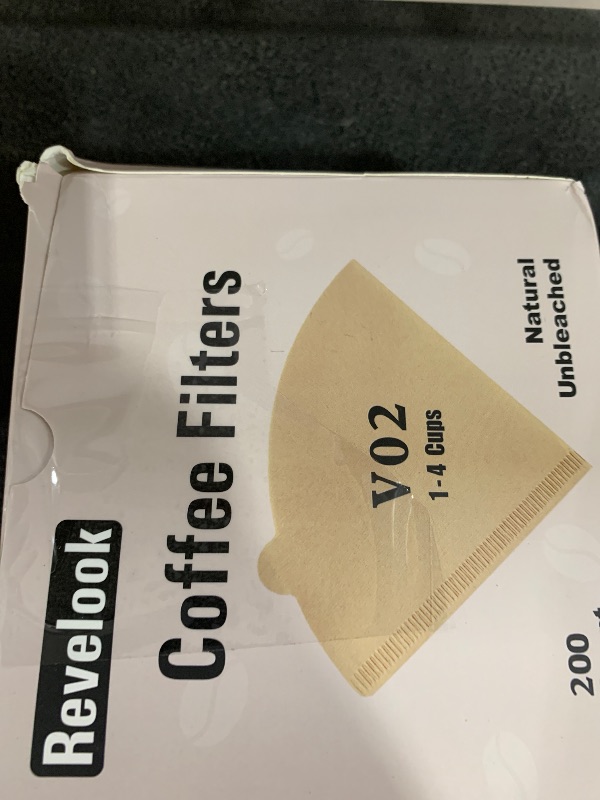 Revelook
Coffee Filters
V02
1-4 Cups
Natural
Unbleached
200